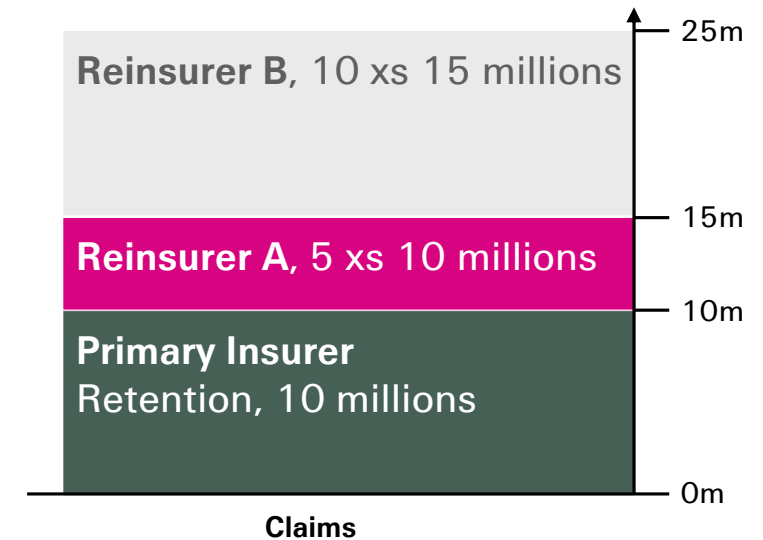 25m
Reinsurer B, 10 xs 15 millions
15m
Reinsurer A, 5 xs 10 millions
10m
Primary Insurer
Retention, 10 millions
0m
Claims